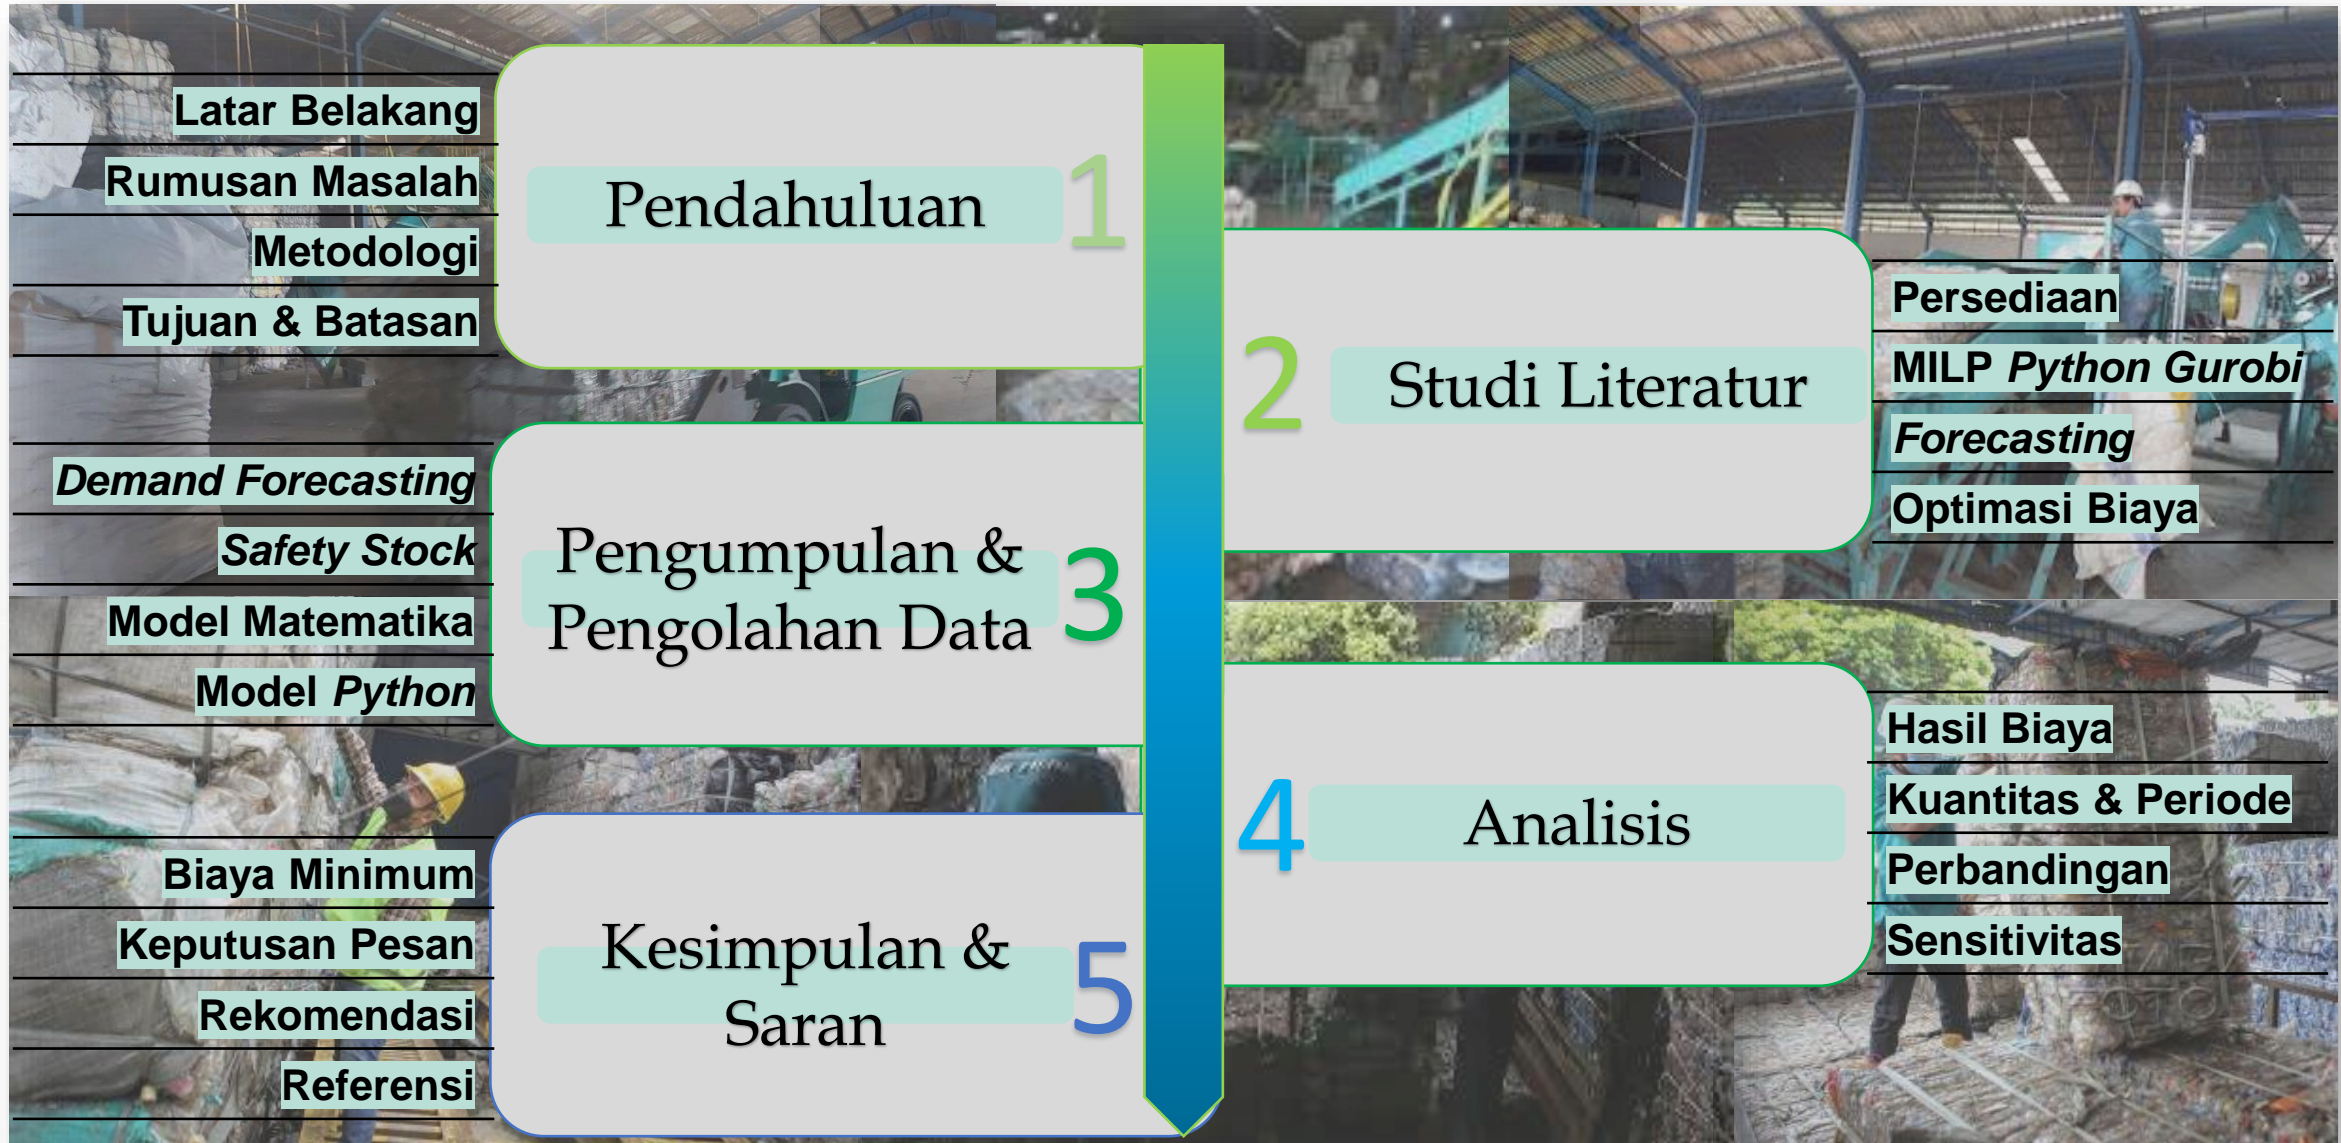 Latar Belakang
Rumusan Masalah
Metodologi
Tujuan & Batasan
Pendahuluan
1
2
Studi Literatur
Persediaan
MILP Python Gurobi
Forecasting
Optimasi Biaya
Demand Forecasting
Safety Stock
Model Matematika
Model Python
Pengumpulan &
Pengolahan Data
3
4
Analisis
Hasil Biaya
Kuantitas & Periode
Perbandingan
Sensitivitas
Biaya Minimum
Keputusan Pesan
Rekomendasi
Referensi
Kesimpulan &
Saran
5